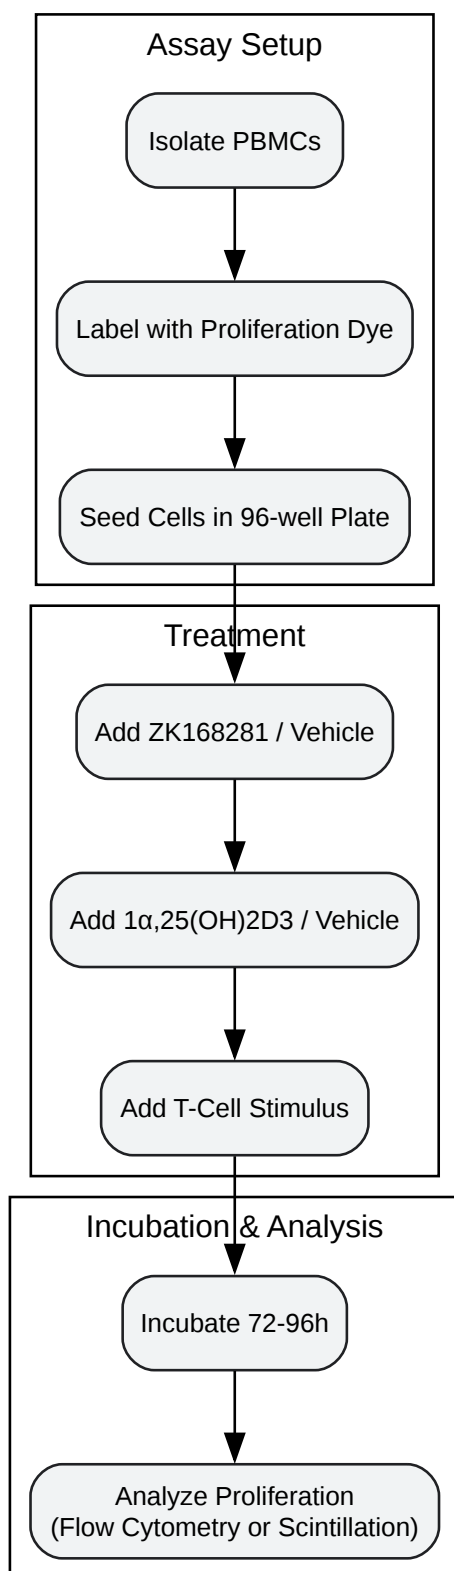 Assay Setup
Isolate PBMCs
Label with Proliferation Dye
Seed Cells in 96-well Plate
Treatment
Add ZK168281 / Vehicle
Add 1α,25(OH)2D3 / Vehicle
Add T-Cell Stimulus
Incubation & Analysis
Incubate 72-96h
Analyze Proliferation
(Flow Cytometry or Scintillation)